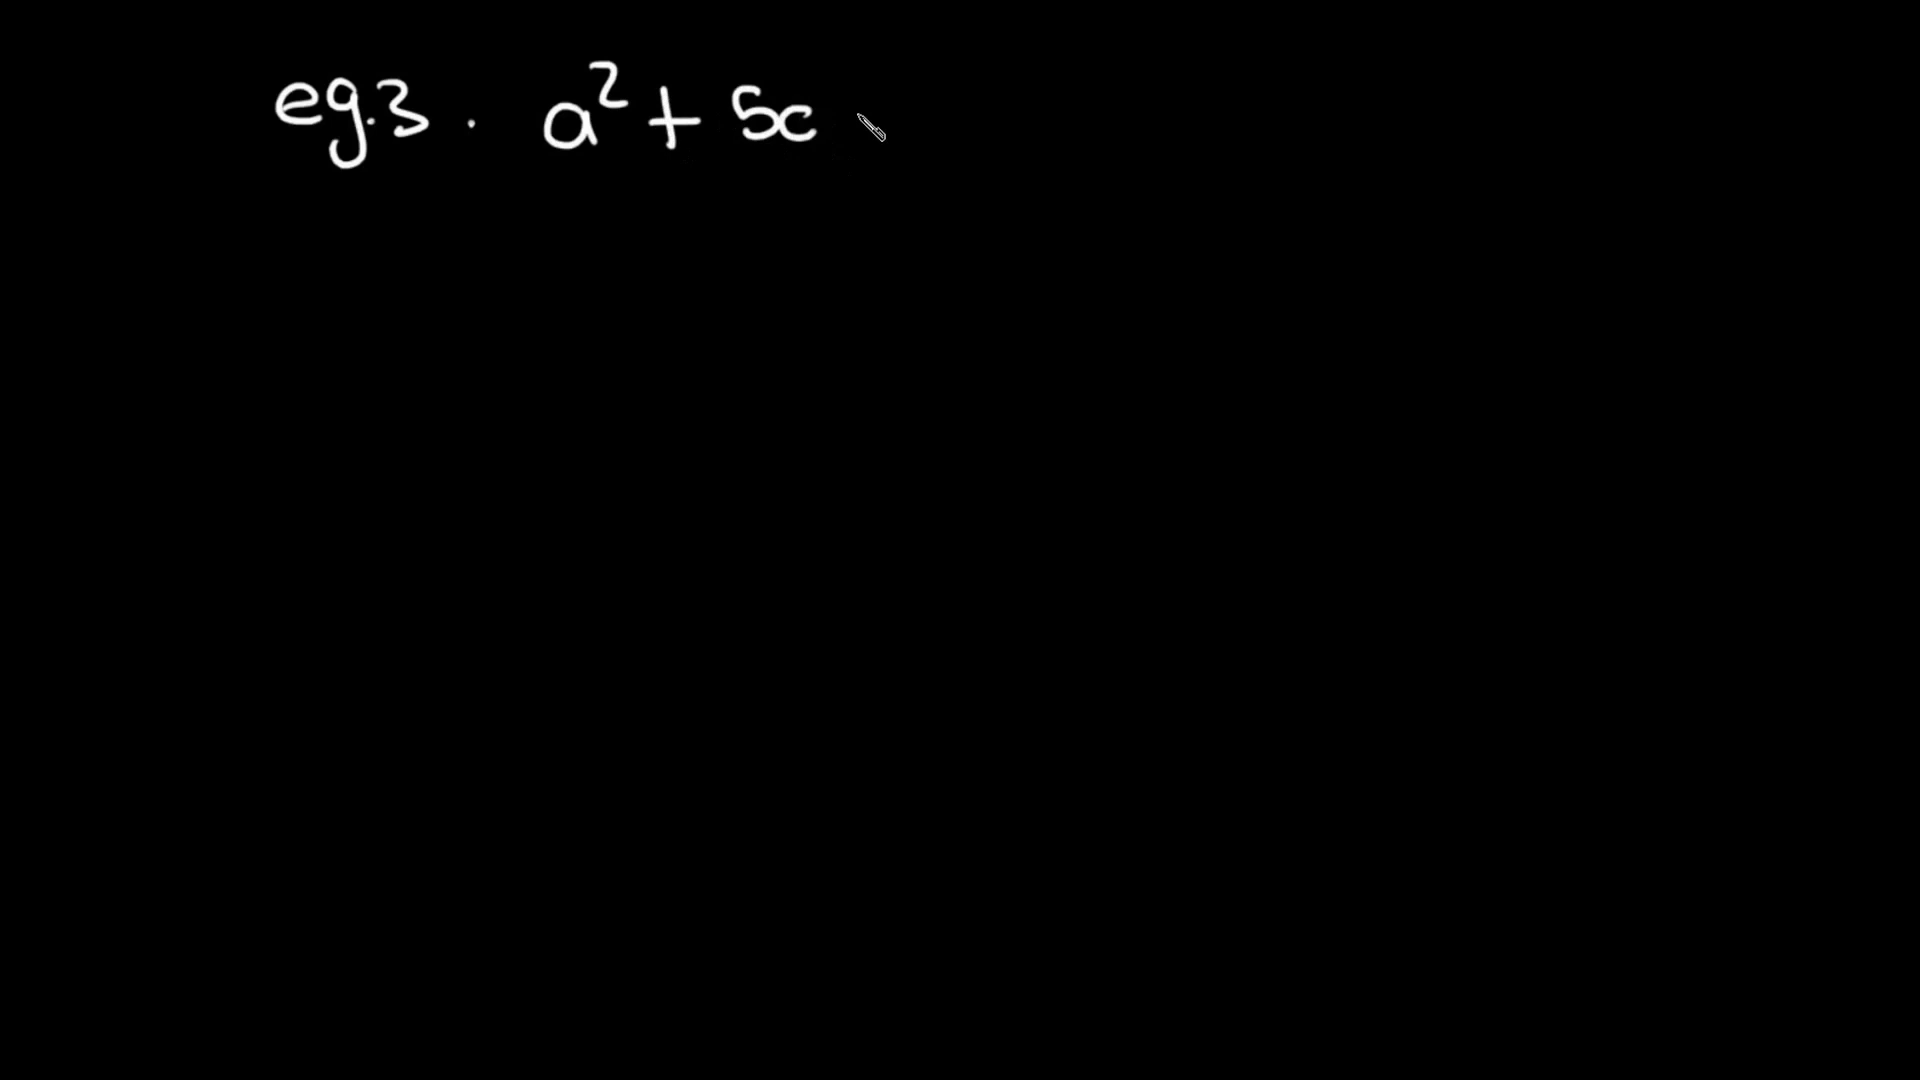 eg.3. a² + 5c